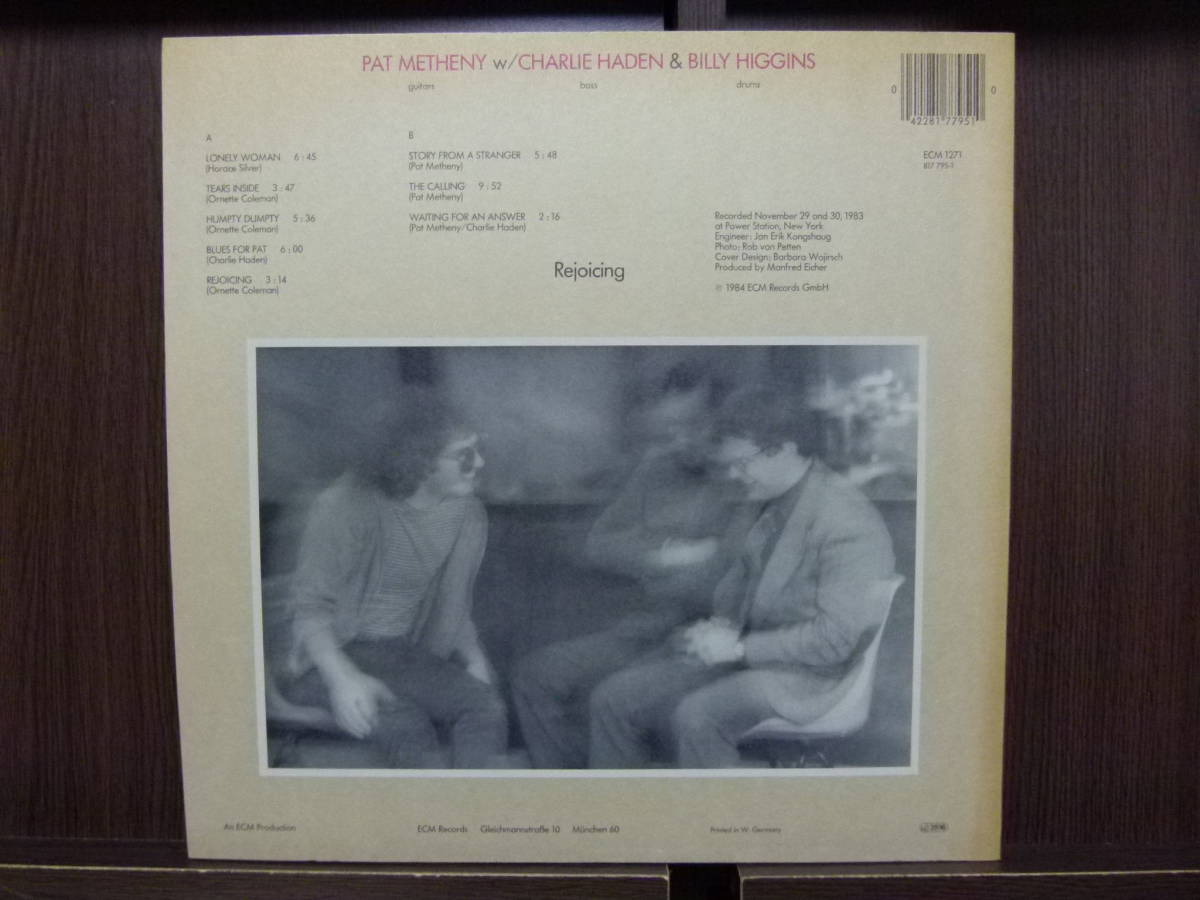 PAT METHENY w/CHARLIE HADEN & BILLY HIGGINS
guitars bass drums
0 42281 77951 0
ECM 1271
817 795-1
A
LONELY WOMAN 6:45
(Horace Silver)
TEARS INSIDE 3:47
(Ornette Coleman)
HUMPTY DUMPTY 5:36
(Ornette Coleman)
BLUES FOR PAT 6:00
(Charlie Haden)
REJOICING 3:14
(Ornette Coleman)
B
STORY FROM A STRANGER 5:48
(Pat Metheny)
THE CALLING 9:52
(Pat Metheny)
WAITING FOR AN ANSWER 2:16
(Pat Metheny/Charlie Haden)
Rejoicing
Recorded November 29 and 30, 1983
at Power Station, New York
Engineer: Jan Erik Kongshaug
Photo: Rob van Petten
Cover Design: Barbara Wojirsch
Produced by Manfred Eicher
℗ 1984 ECM Records GmbH
An ECM Production
ECM Records Gleichmannstraße 10 München 60
Printed in W. Germany